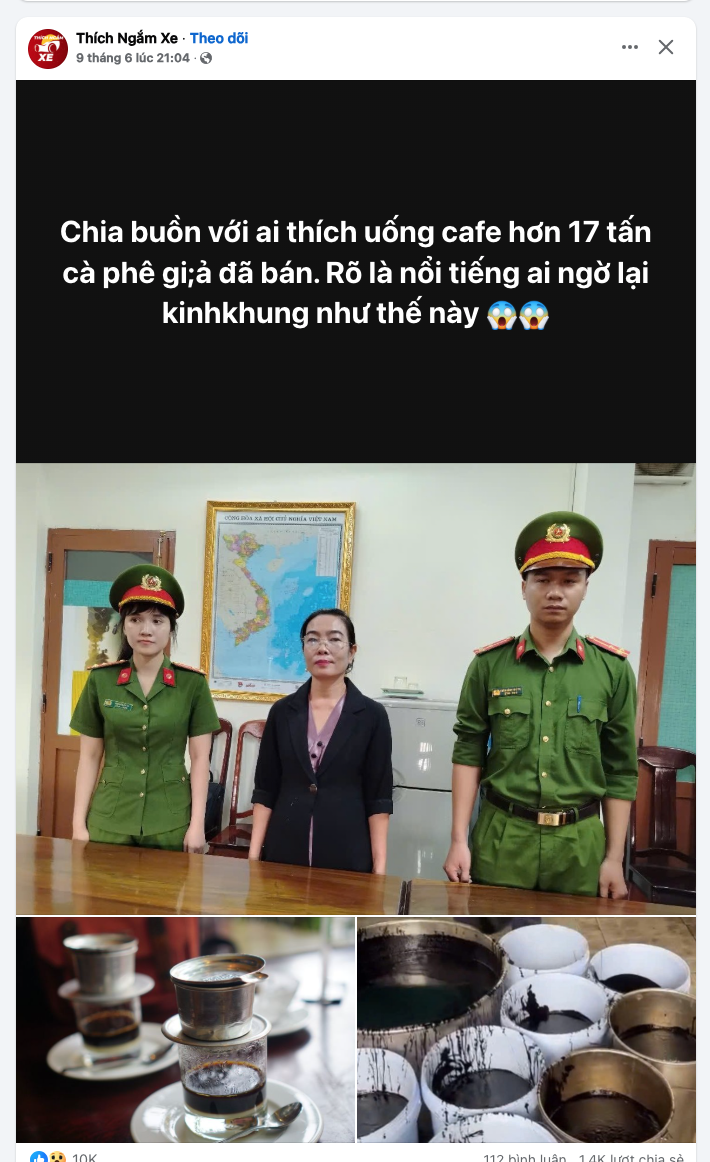 Thích Ngắm Xe · Theo dõi
9 tháng 6 lúc 21:04 ·
XE
Chia buồn với ai thích uống cafe hơn 17 tấn
cà phê gi;ả đã bán. Rõ là nổi tiếng ai ngờ lại
kinhkhung như thế này 😱😱
CỘNG HÒA XÃ HỘI CHỦ NGHĨA VIỆT NAM
10K
112 bình luận 1,4K lượt chia sẻ